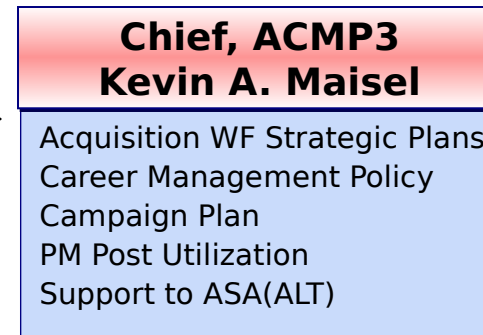 Chief, ACMP3
Kevin A. Maisel
Acquisition WF Strategic Plans
Career Management Policy
Campaign Plan
PM Post Utilization
Support to ASA(ALT)